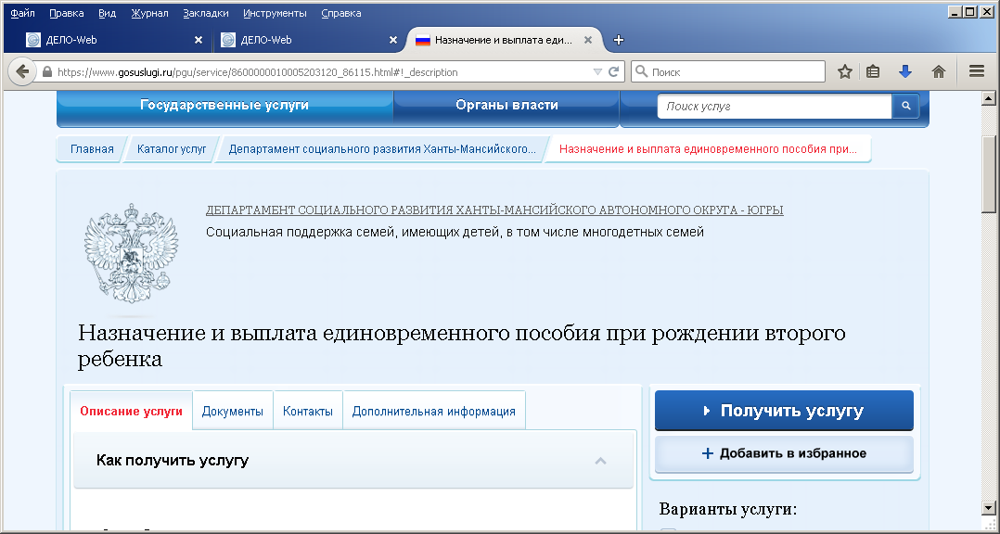 Файл Правка Вид Журнал Закладки Инструменты Справка
ДЕЛО-Web ДЕЛО-Web Назначение и выплата еди...
https://www.gosuslugi.ru/pgu/service/8600000010005203120_86115.html#!_description Поиск
Государственные услуги Органы власти Поиск услуг
Главная Каталог услуг Департамент социального развития Ханты-Мансийского... Назначение и выплата единовременного пособия при...
ДЕПАРТАМЕНТ СОЦИАЛЬНОГО РАЗВИТИЯ ХАНТЫ-МАНСИЙСКОГО АВТОНОМНОГО ОКРУГА - ЮГРЫ
Социальная поддержка семей, имеющих детей, в том числе многодетных семей
Назначение и выплата единовременного пособия при рождении второго
ребенка
Описание услуги Документы Контакты Дополнительная информация
Получить услугу
Как получить услугу
+ Добавить в избранное
Варианты услуги: